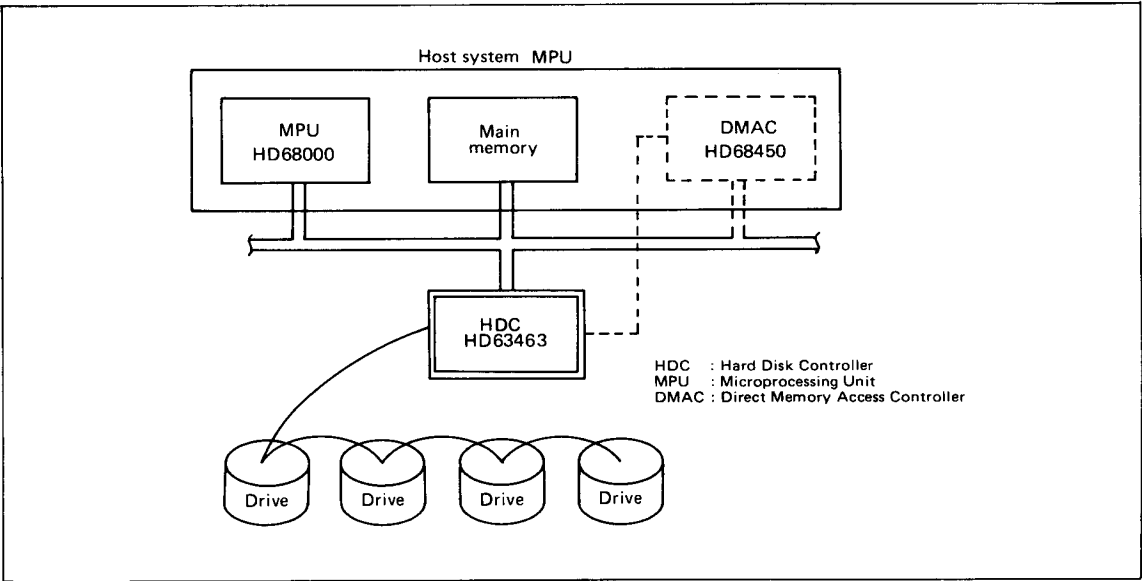 Host system MPU
MPU
HD68000
Main
memory
DMAC
HD68450
HDC
HD63463
HDC : Hard Disk Controller
MPU : Microprocessing Unit
DMAC : Direct Memory Access Controller
Drive
Drive
Drive
Drive